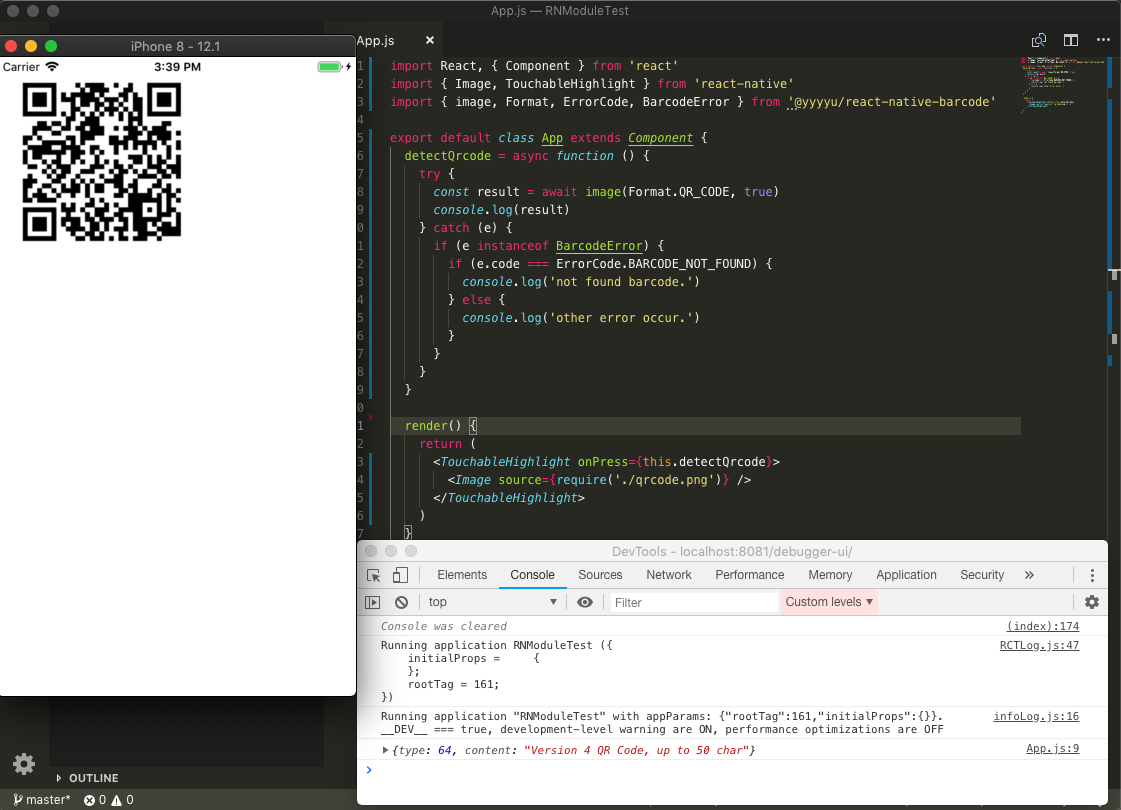 App.js — RNModuleTest
iPhone 8 - 12.1
Carrier
3:39 PM
App.js
1 import React, { Component } from 'react'
2 import { Image, TouchableHighlight } from 'react-native'
3 import { image, Format, ErrorCode, BarcodeError } from '@yyyyu/react-native-barcode'
4
5 export default class App extends Component {
6 detectQrcode = async function () {
7 try {
8 const result = await image(Format.QR_CODE, true)
9 console.log(result)
0 } catch (e) {
1 if (e instanceof BarcodeError) {
2 if (e.code === ErrorCode.BARCODE_NOT_FOUND) {
3 console.log('not found barcode.')
4 } else {
5 console.log('other error occur.')
6 }
7 }
8 }
9 }
0
1 render() {
2 return (
3 <TouchableHighlight onPress={this.detectQrcode}>
4 <Image source={require('./qrcode.png')} />
5 </TouchableHighlight>
6 )
7 }
DevTools - localhost:8081/debugger-ui/
Elements Console Sources Network Performance Memory Application Security »
top ▼ Filter Custom levels ▼
Console was cleared (index):174
Running application RNModuleTest ({ RCTLog.js:47
initialProps = {
};
rootTag = 161;
})
Running application "RNModuleTest" with appParams: {"rootTag":161,"initialProps":{}}. infoLog.js:16
__DEV__ === true, development-level warning are ON, performance optimizations are OFF
{type: 64, content: "Version 4 QR Code, up to 50 char"} App.js:9
>
OUTLINE
master* 0 0